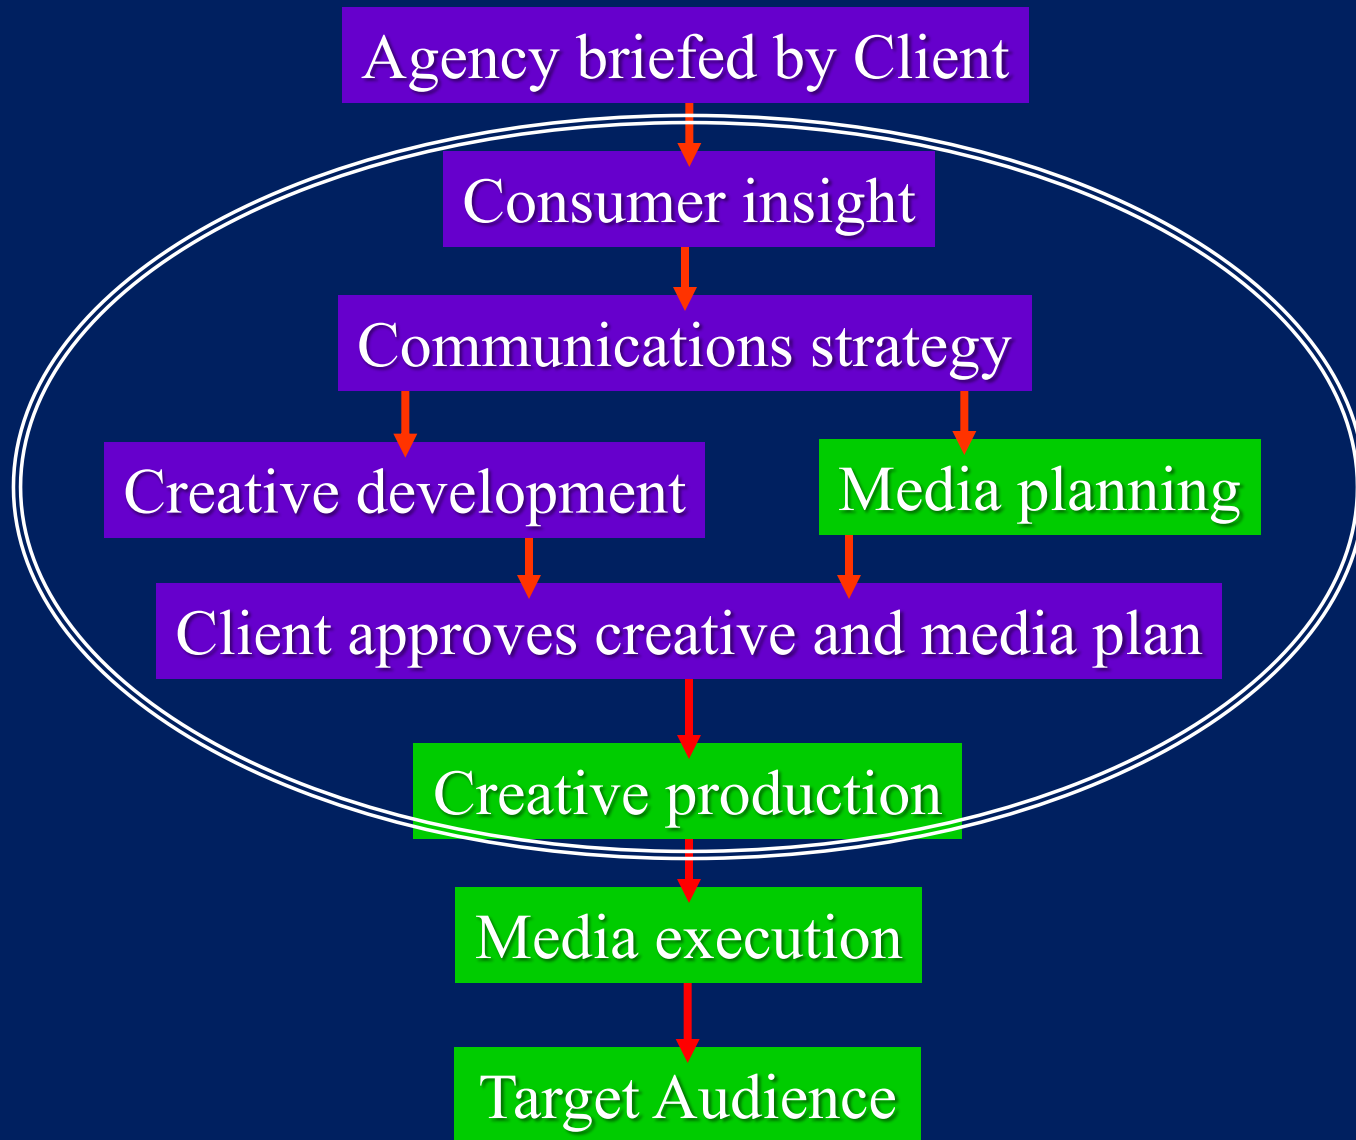 Agency briefed by Client
Consumer insight
Communications strategy
Creative development
Media planning
Client approves creative and media plan
Creative production
Media execution
Target Audience